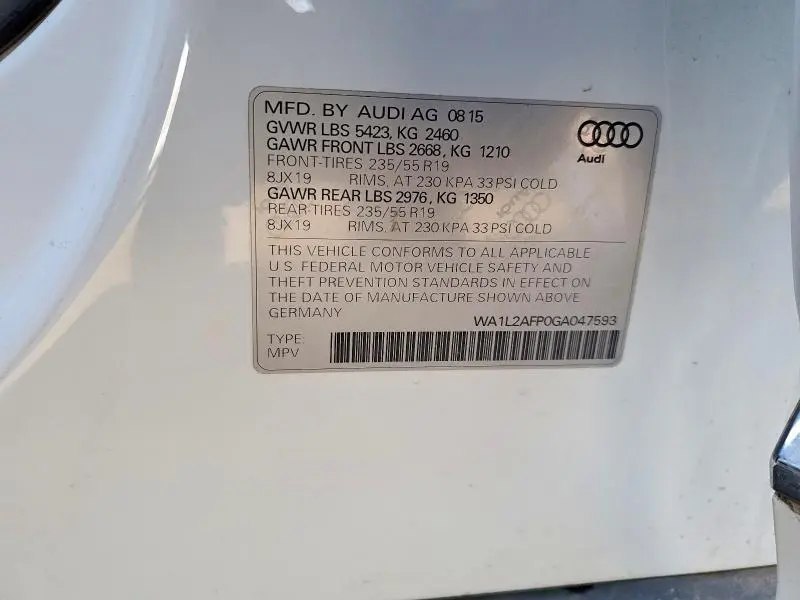 MFD. BY AUDI AG 08 15
GVWR LBS 5423, KG 2460
GAWR FRONT LBS 2668, KG 1210
FRONT-TIRES 235/55 R19
8JX19 RIMS, AT 230 KPA 33 PSI COLD
GAWR REAR LBS 2976, KG 1350
REAR-TIRES 235/55 R19
8JX19 RIMS, AT 230 KPA 33 PSI COLD
Audi
THIS VEHICLE CONFORMS TO ALL APPLICABLE
U.S. FEDERAL MOTOR VEHICLE SAFETY AND
THEFT PREVENTION STANDARDS IN EFFECT ON
THE DATE OF MANUFACTURE SHOWN ABOVE
GERMANY
WA1L2AFP0GA047593
TYPE:
MPV